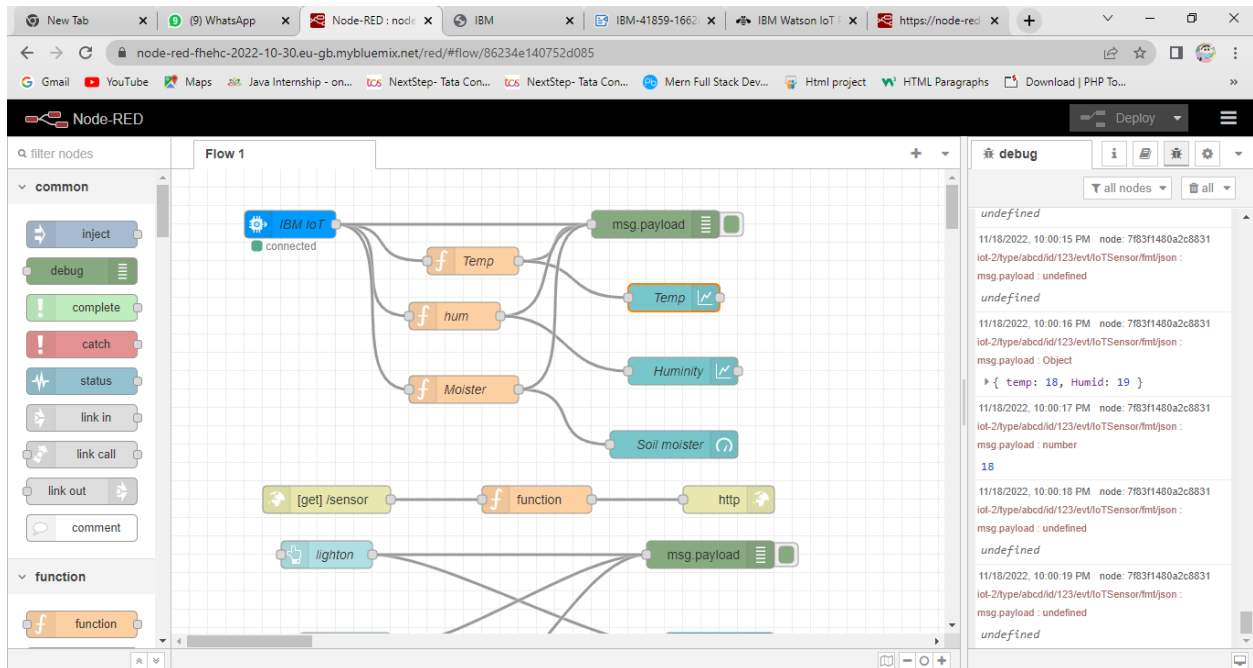 New Tab
(9) WhatsApp
Node-RED : node
IBM
IBM-41859-1662
IBM Watson IoT
https://node-red
node-red-fhehc-2022-10-30.eu-gb.mybluemix.net/red/#flow/86234e140752d085
Gmail YouTube Maps Java Internship - on... NextStep- Tata Con... NextStep- Tata Con... Mern Full Stack Dev... Html project HTML Paragraphs Download | PHP To... »
Node-RED
Deploy
filter nodes
common
inject
debug
complete
catch
status
link in
link call
link out
comment
function
function
Flow 1
IBM IoT
connected
msg.payload
Temp
Temp
hum
Huminity
Moister
Soil moister
[get] /sensor
function
http
lighton
msg.payload
debug
all nodes
all
undefined
11/18/2022, 10:00:15 PM node: 7f83f1480a2c8831
iot-2/type/abcd/id/123/evt/IoTSensor/fmt/json :
msg.payload : undefined
undefined
11/18/2022, 10:00:16 PM node: 7f83f1480a2c8831
iot-2/type/abcd/id/123/evt/IoTSensor/fmt/json :
msg.payload : Object
{ temp: 18, Humid: 19 }
11/18/2022, 10:00:17 PM node: 7f83f1480a2c8831
iot-2/type/abcd/id/123/evt/IoTSensor/fmt/json :
msg.payload : number
18
11/18/2022, 10:00:18 PM node: 7f83f1480a2c8831
iot-2/type/abcd/id/123/evt/IoTSensor/fmt/json :
msg.payload : undefined
undefined
11/18/2022, 10:00:19 PM node: 7f83f1480a2c8831
iot-2/type/abcd/id/123/evt/IoTSensor/fmt/json :
msg.payload : undefined
undefined